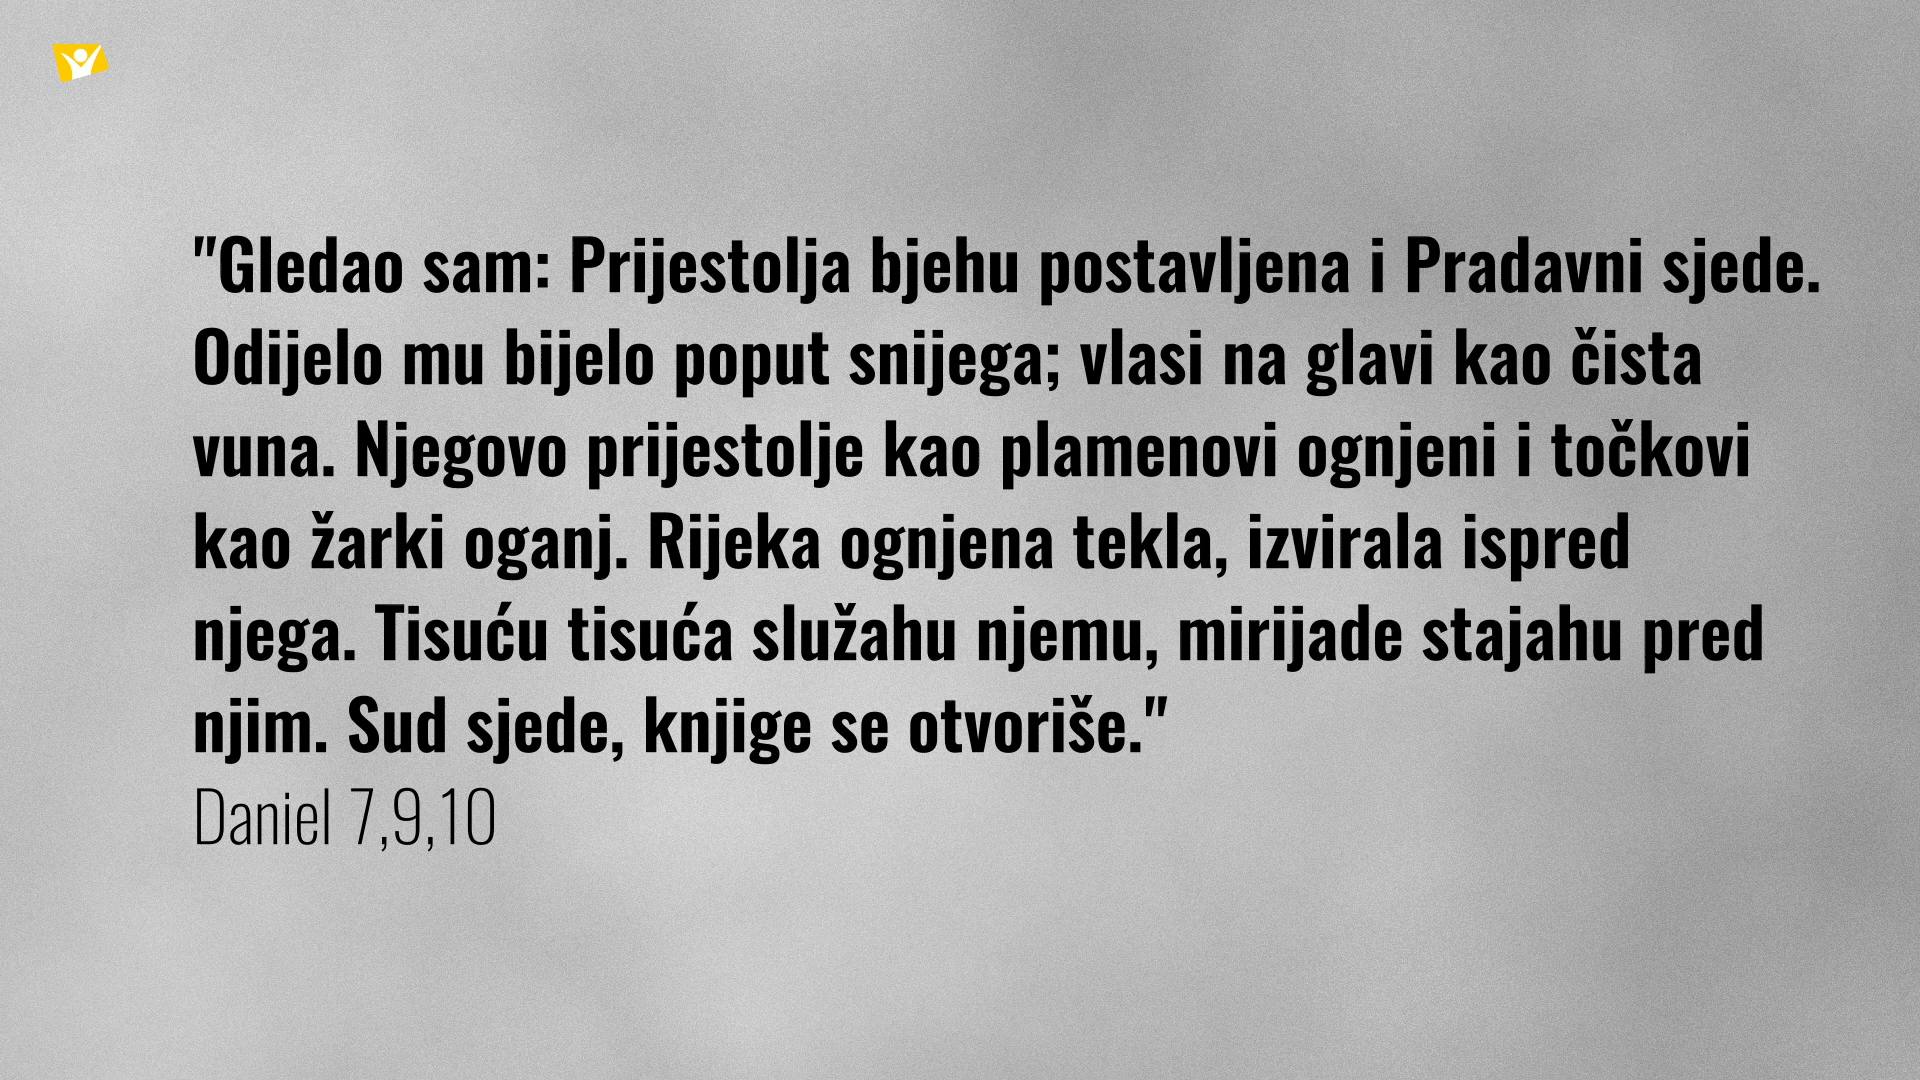 "Gledao sam: Prijestolja bjehu postavljena i Pradavni sjede.
Odijelo mu bijelo poput snijega; vlasi na glavi kao čista
vuna. Njegovo prijestolje kao plamenovi ognjeni i točkovi
kao žarki oganj. Rijeka ognjena tekla, izvirala ispred
njega. Tisuću tisuća služahu njemu, mirijade stajahu pred
njim. Sud sjede, knjige se otvoriše."
Daniel 7,9,10